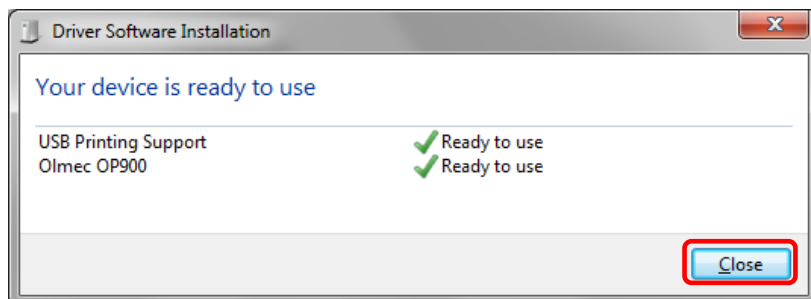 Driver Software Installation
Your device is ready to use
USB Printing Support Ready to use
Olmec OP900 Ready to use
Close